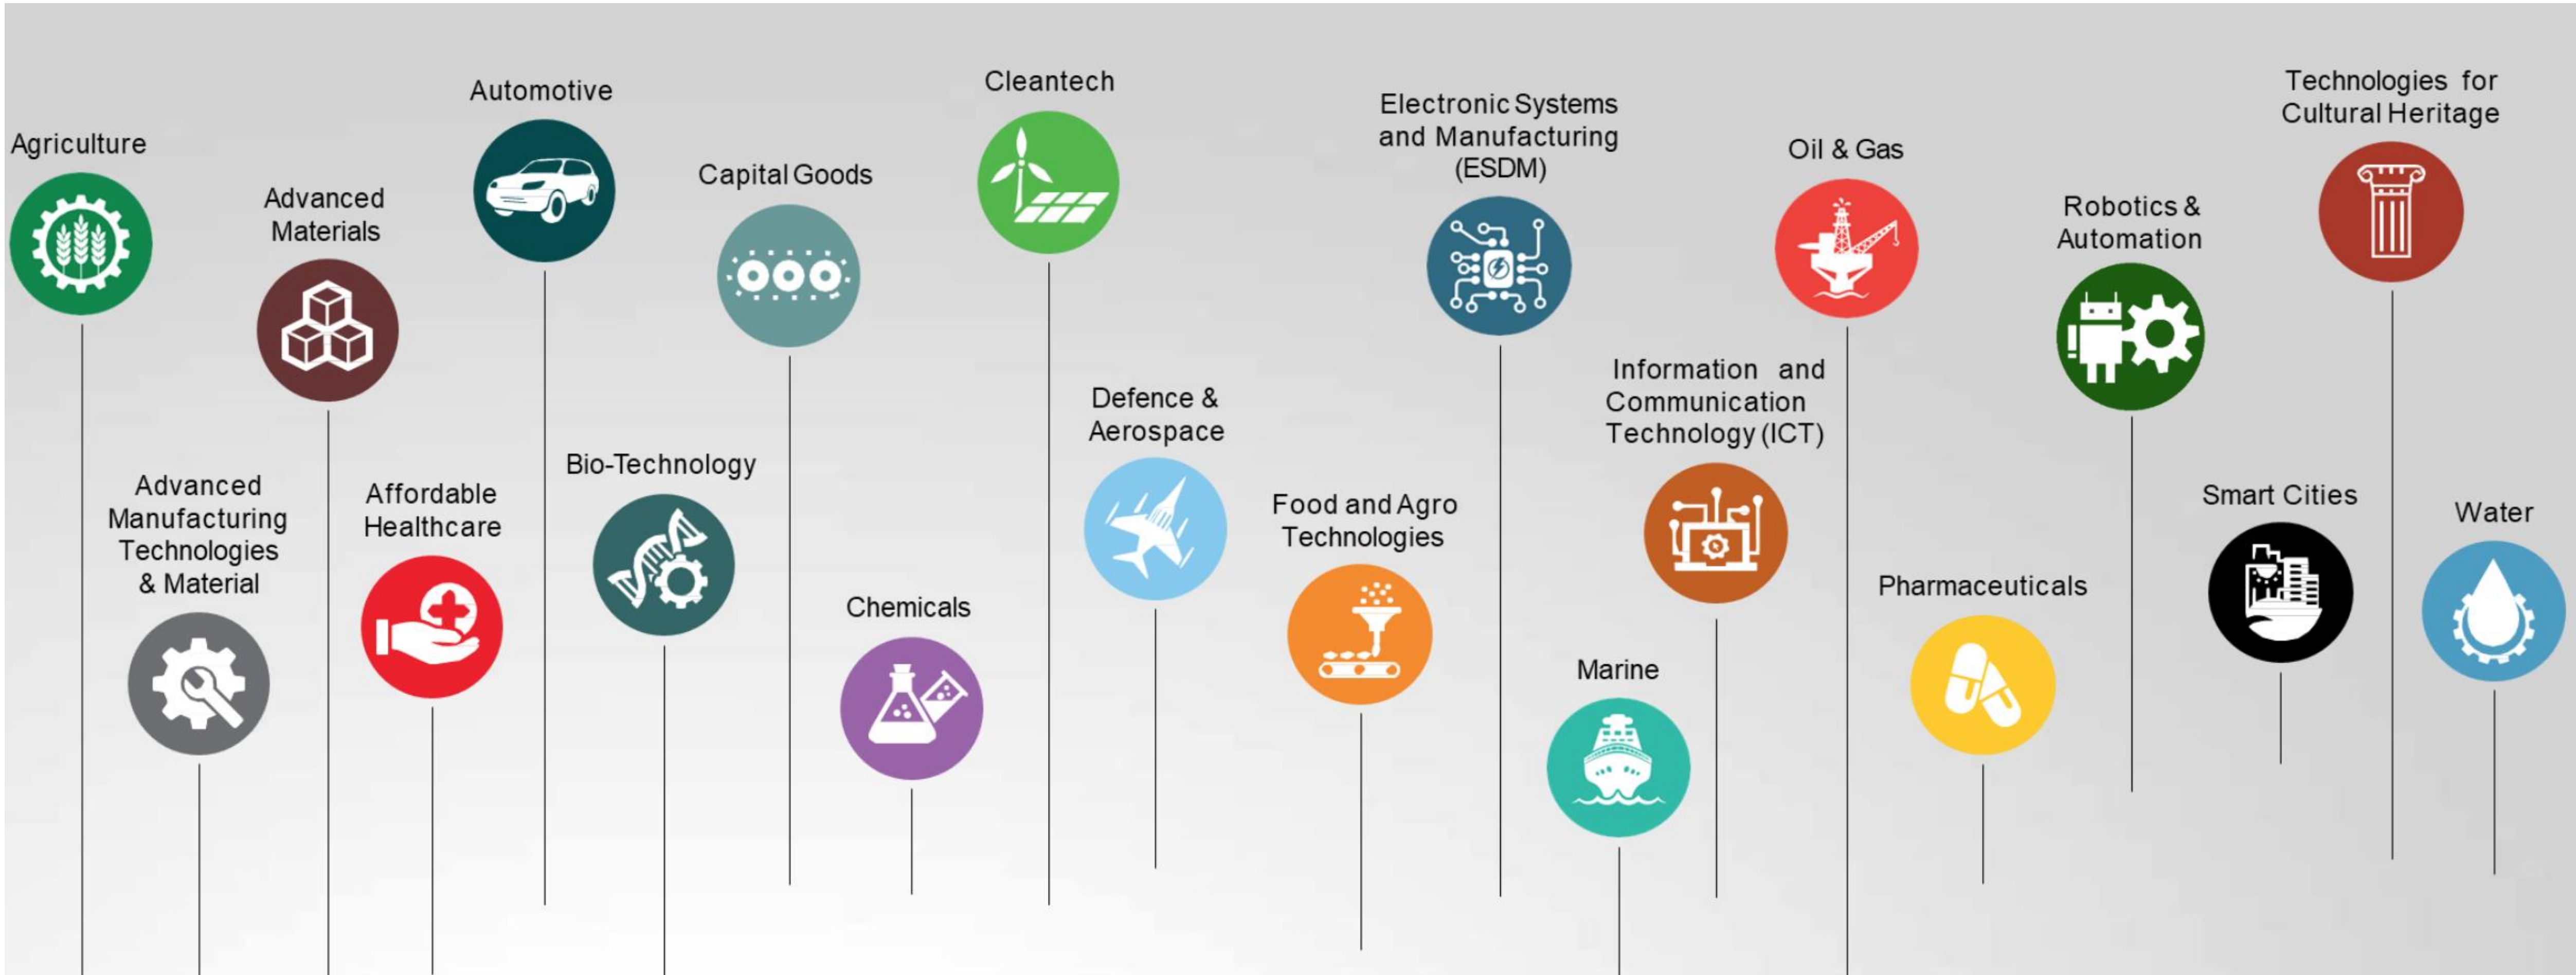 Agriculture
Advanced
Manufacturing
Technologies
& Material
Advanced
Materials
Affordable
Healthcare
Automotive
Bio-Technology
Capital Goods
Chemicals
Cleantech
Defence &
Aerospace
Food and Agro
Technologies
Electronic Systems
and Manufacturing
(ESDM)
Marine
Information and
Communication
Technology (ICT)
Oil & Gas
Pharmaceuticals
Robotics &
Automation
Smart Cities
Technologies for
Cultural Heritage
Water